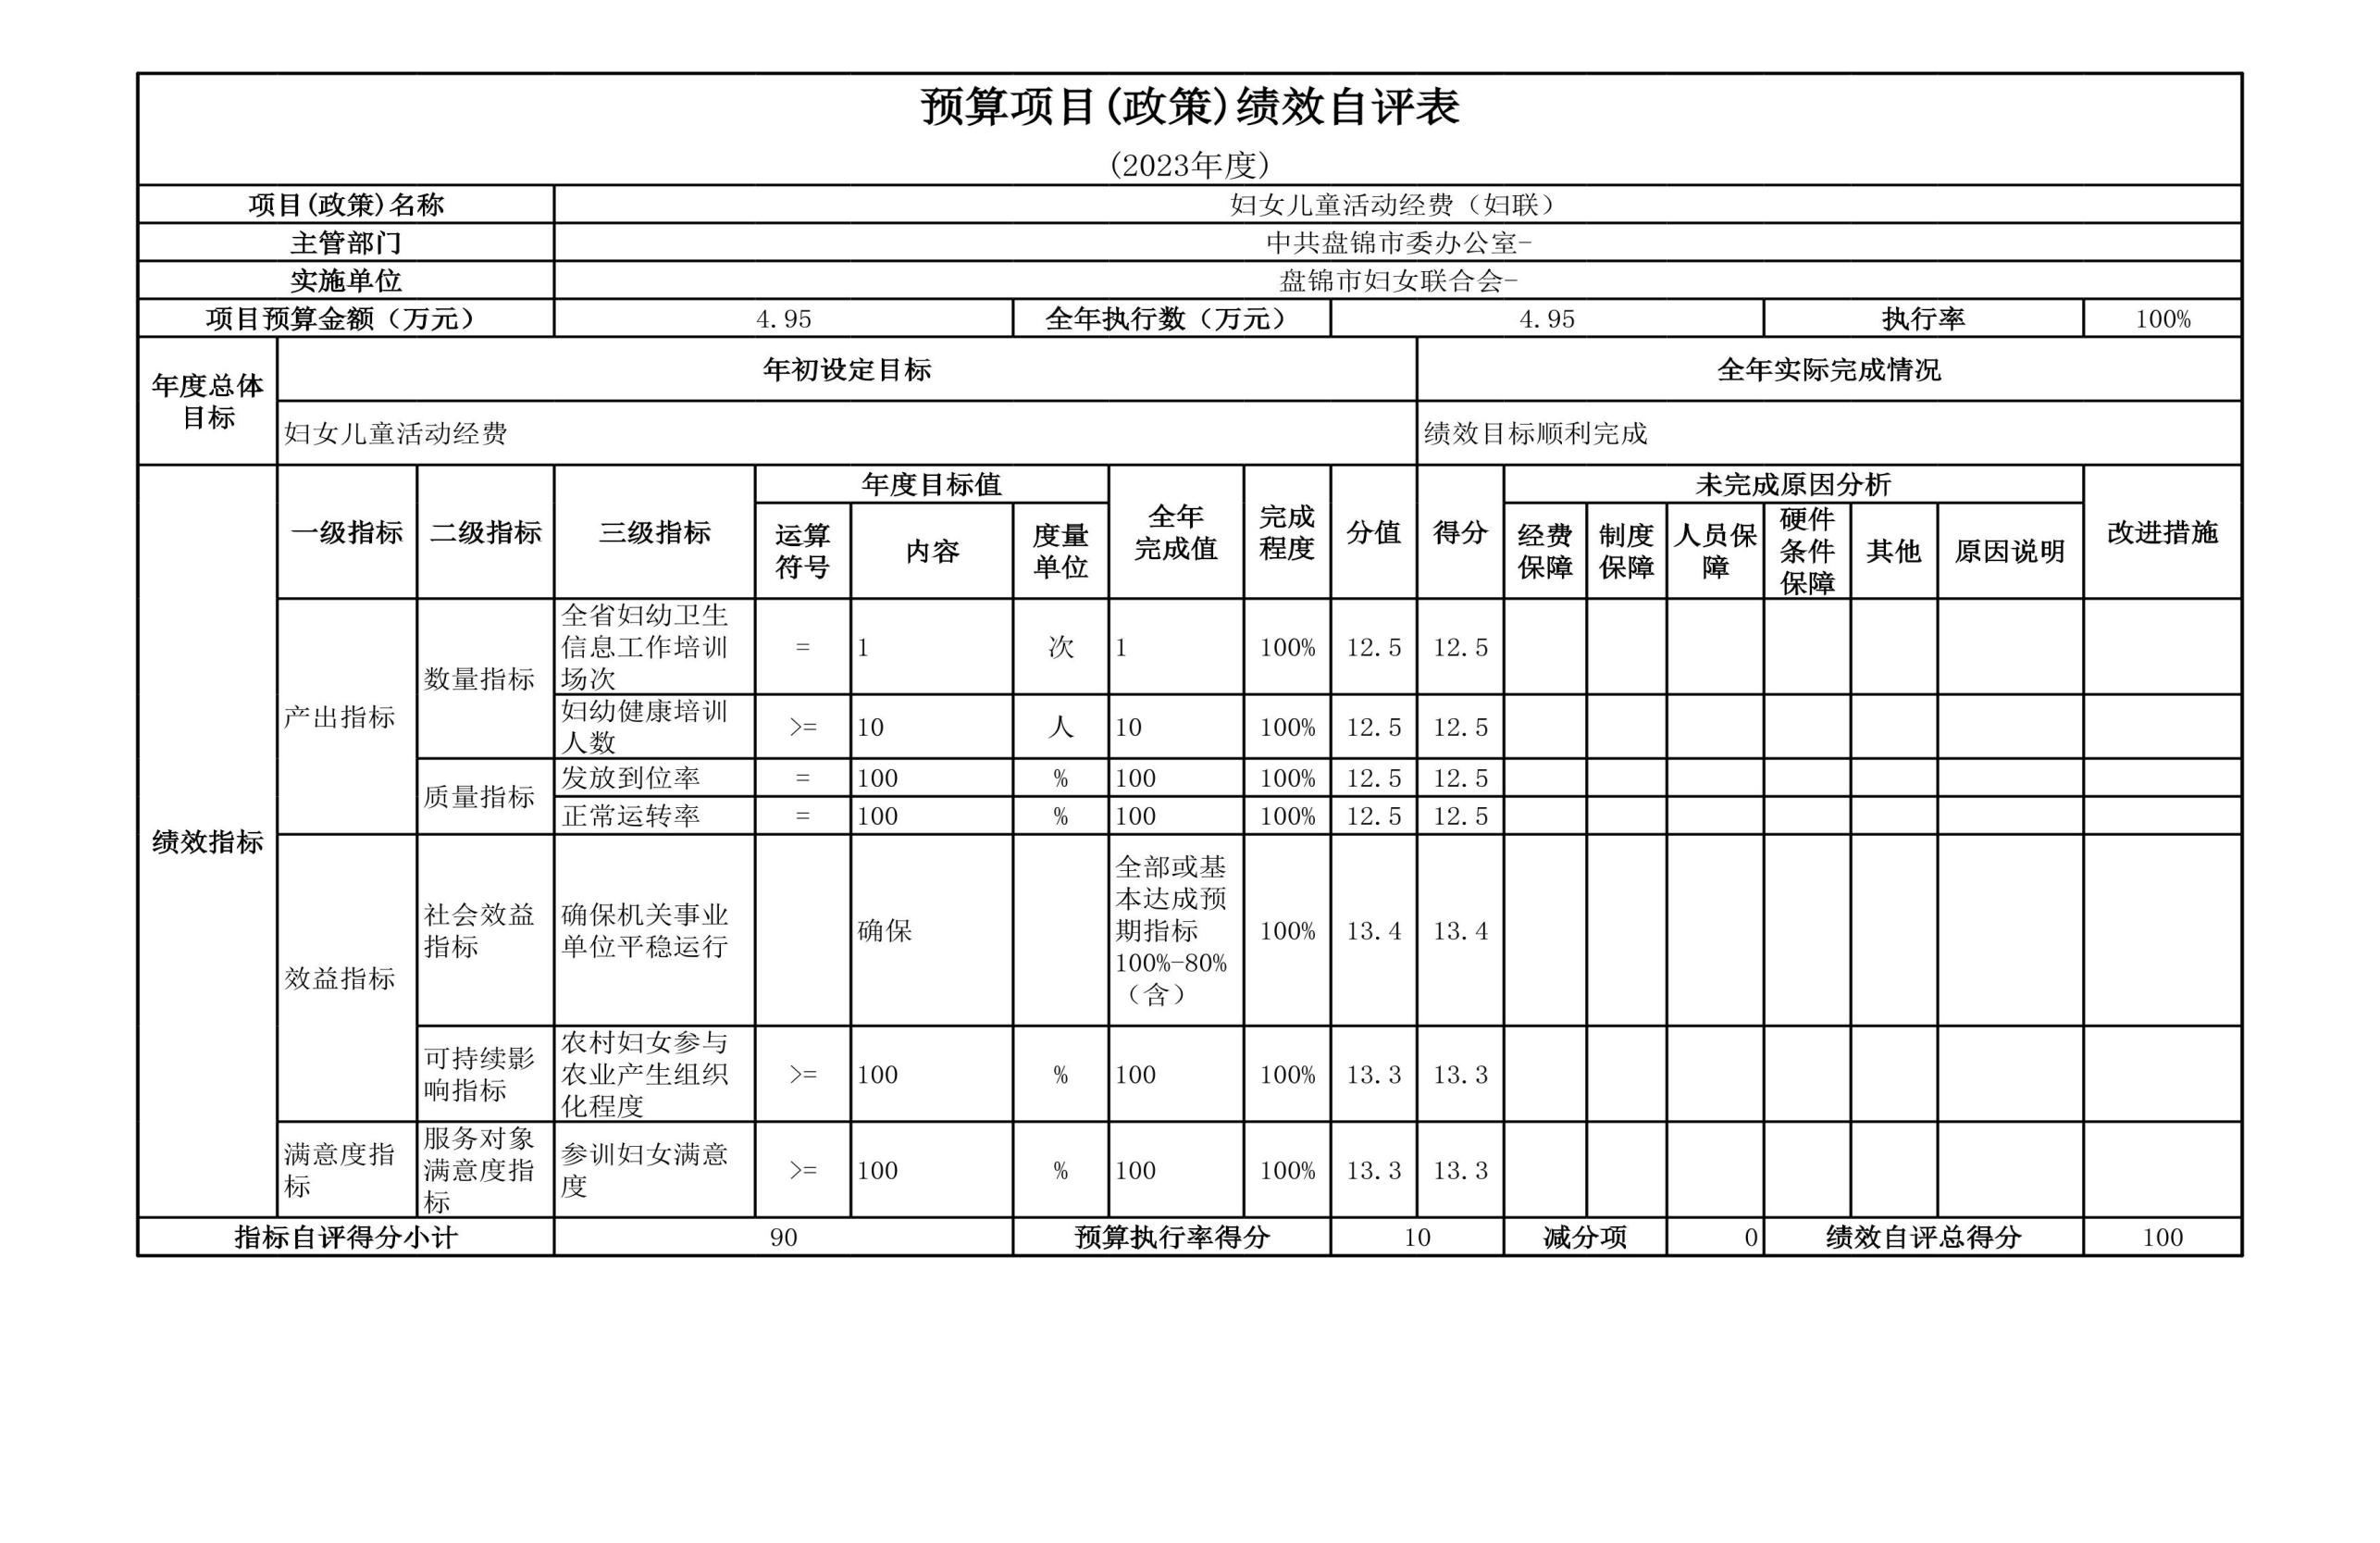 预算项目(政策)绩效自评表
(2023年度)
项目(政策)名称 妇女儿童活动经费（妇联）
主管部门 中共盘锦市委办公室-
实施单位 盘锦市妇女联合会-
项目预算金额（万元） 4.95 全年执行数（万元） 4.95 执行率 100%
年度总体
目标
年初设定目标 全年实际完成情况
妇女儿童活动经费 绩效目标顺利完成
绩效指标
一级指标 二级指标 三级指标
年度目标值
运算
符号
内容
度量
单位
全年
完成值
完成
程度
分值 得分
未完成原因分析
经费
保障
制度
保障
人员保
障
硬件
条件
保障
其他 原因说明
改进措施
产出指标
数量指标
全省妇幼卫生
信息工作培训
场次
= 1 次 1 100% 12.5 12.5
妇幼健康培训
人数
>= 10 人 10 100% 12.5 12.5
质量指标
发放到位率 = 100 % 100 100% 12.5 12.5
正常运转率 = 100 % 100 100% 12.5 12.5
效益指标
社会效益
指标
确保机关事业
单位平稳运行
确保
全部或基
本达成预
期指标
100%-80%
（含）
100% 13.4 13.4
可持续影
响指标
农村妇女参与
农业产生组织
化程度
>= 100 % 100 100% 13.3 13.3
满意度指
标
服务对象
满意度指
标
参训妇女满意
度
>= 100 % 100 100% 13.3 13.3
指标自评得分小计 90 预算执行率得分 10 减分项 0 绩效自评总得分 100